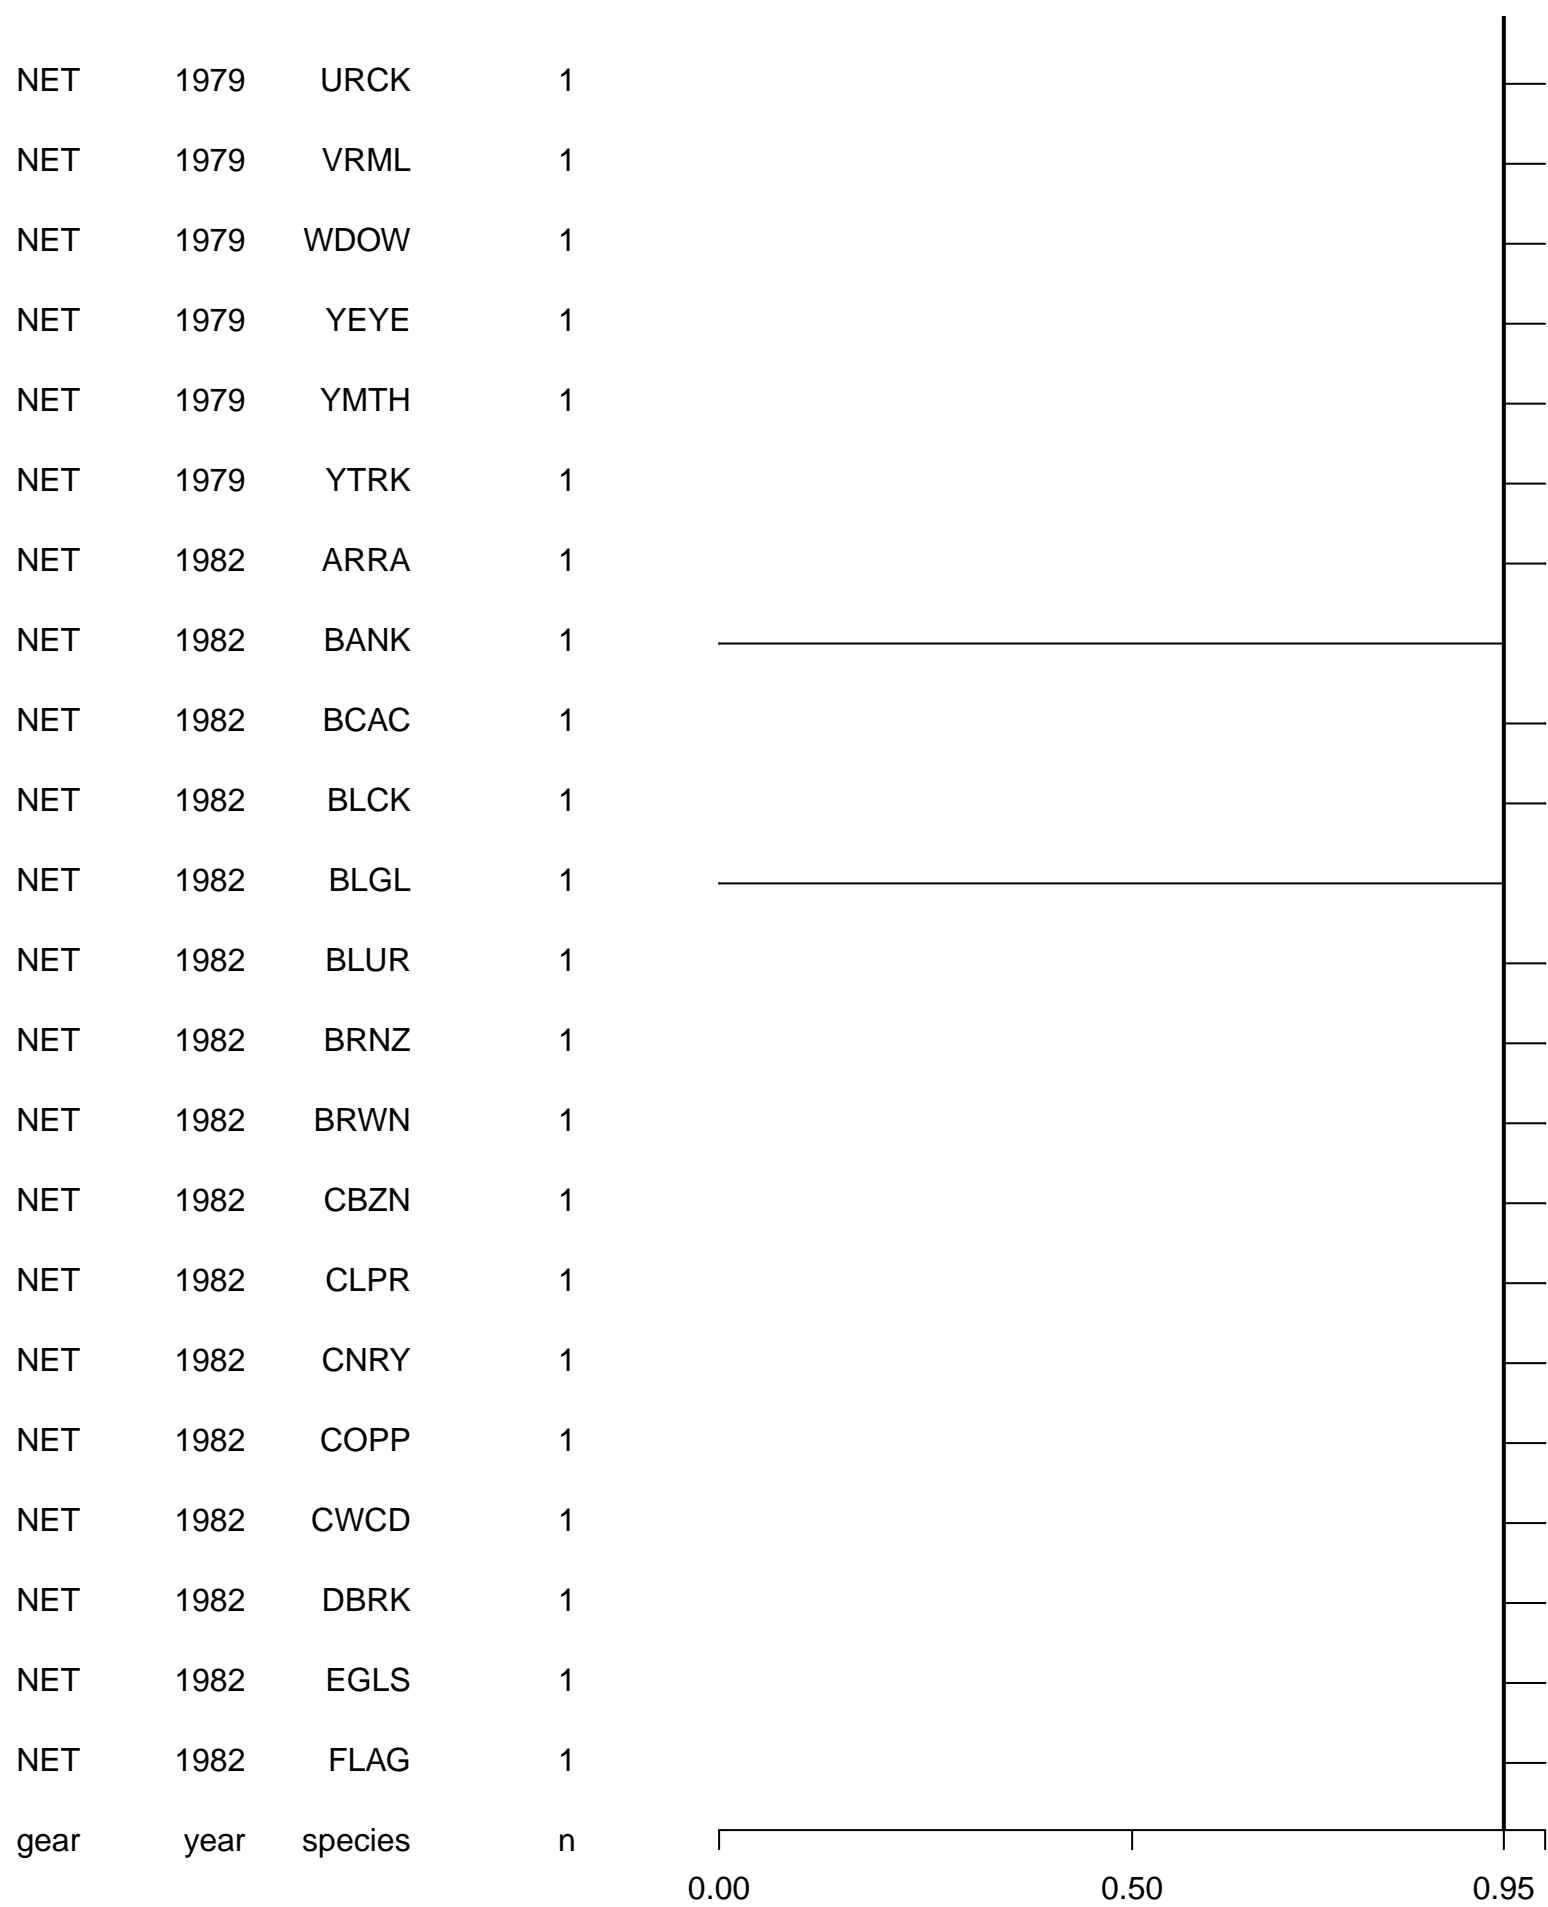 NET 1979 URCK 1
NET 1979 VRML 1
NET 1979 WDOW 1
NET 1979 YEYE 1
NET 1979 YMTH 1
NET 1979 YTRK 1
NET 1982 ARRA 1
NET 1982 BANK 1
NET 1982 BCAC 1
NET 1982 BLCK 1
NET 1982 BLGL 1
NET 1982 BLUR 1
NET 1982 BRNZ 1
NET 1982 BRWN 1
NET 1982 CBZN 1
NET 1982 CLPR 1
NET 1982 CNRY 1
NET 1982 COPP 1
NET 1982 CWCD 1
NET 1982 DBRK 1
NET 1982 EGLS 1
NET 1982 FLAG 1
gear year species n
0.00 0.50 0.95